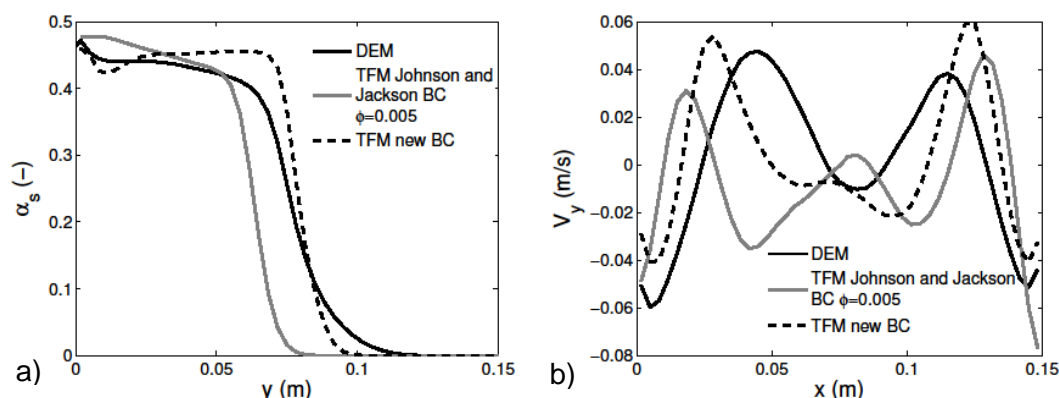 0.5
0.4
0.3
0.2
0.1
0
α_s (−)
DEM
TFM Johnson and
Jackson BC
ϕ=0.005
TFM new BC
0
0.05
0.1
0.15
y (m)
a)
0.06
0.04
0.02
0
−0.02
−0.04
−0.06
−0.08
V_y (m/s)
DEM
TFM Johnson and Jackson
BC ϕ=0.005
TFM new BC
0
0.05
0.1
0.15
x (m)
b)